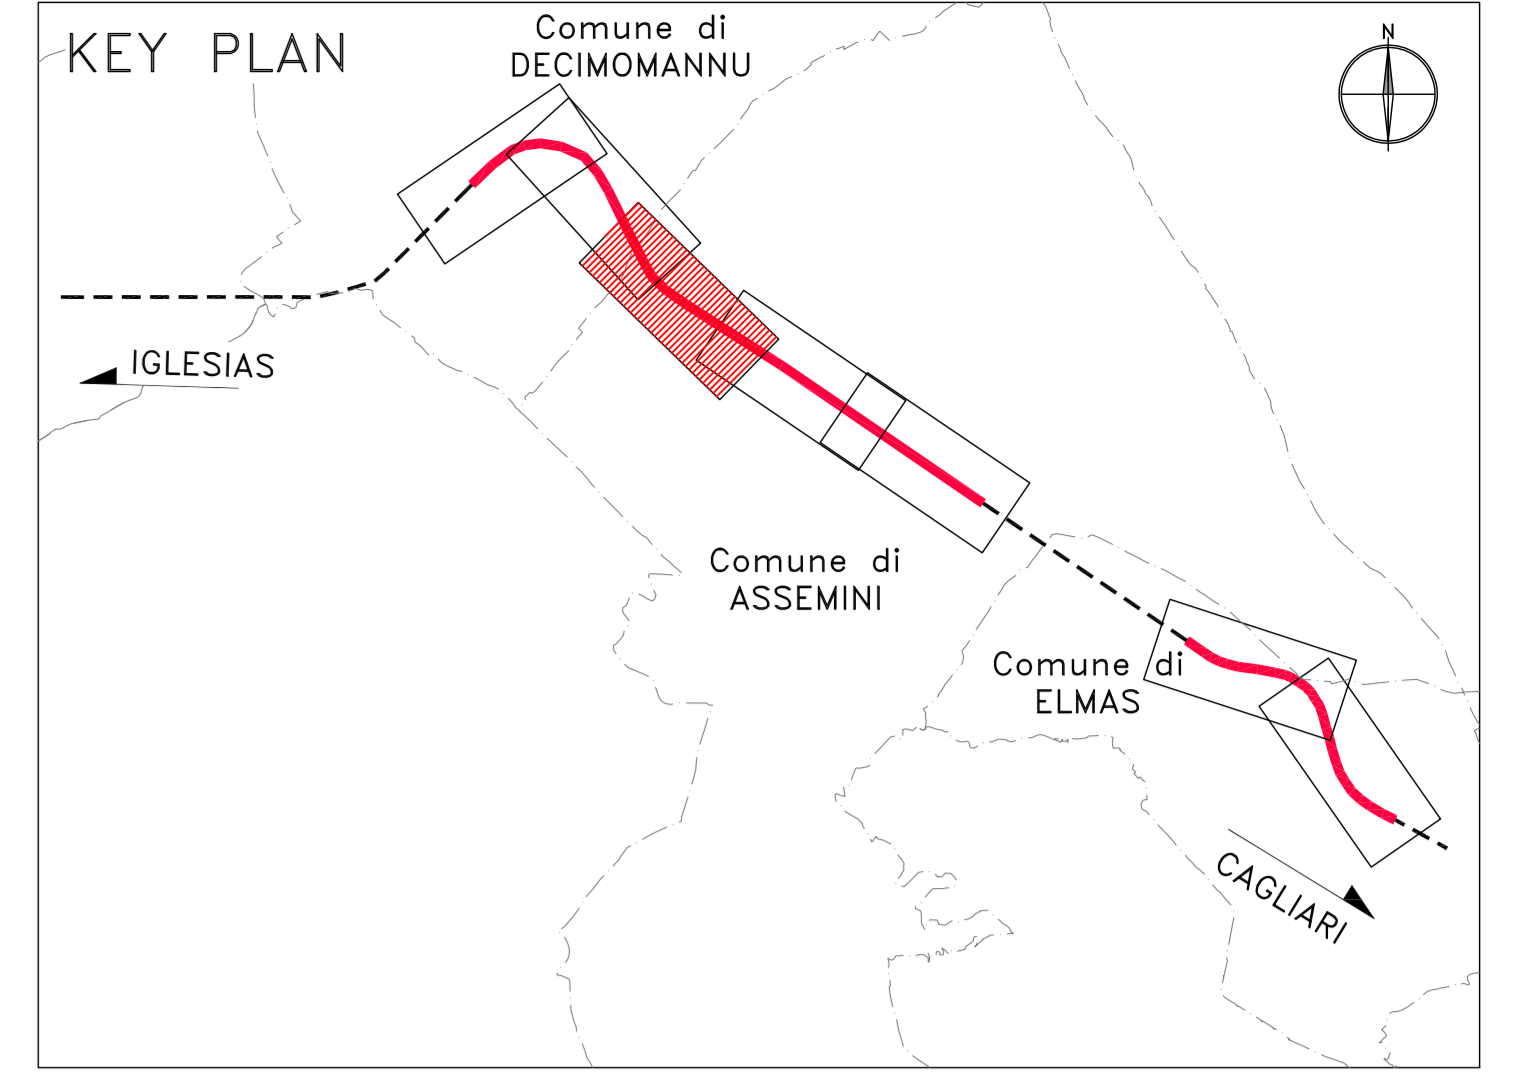 KEY PLAN
Comune di
DECIMOMANNU
N
IGLESIAS
Comune di
ASSEMINI
Comune di
ELMAS
CAGLIARI